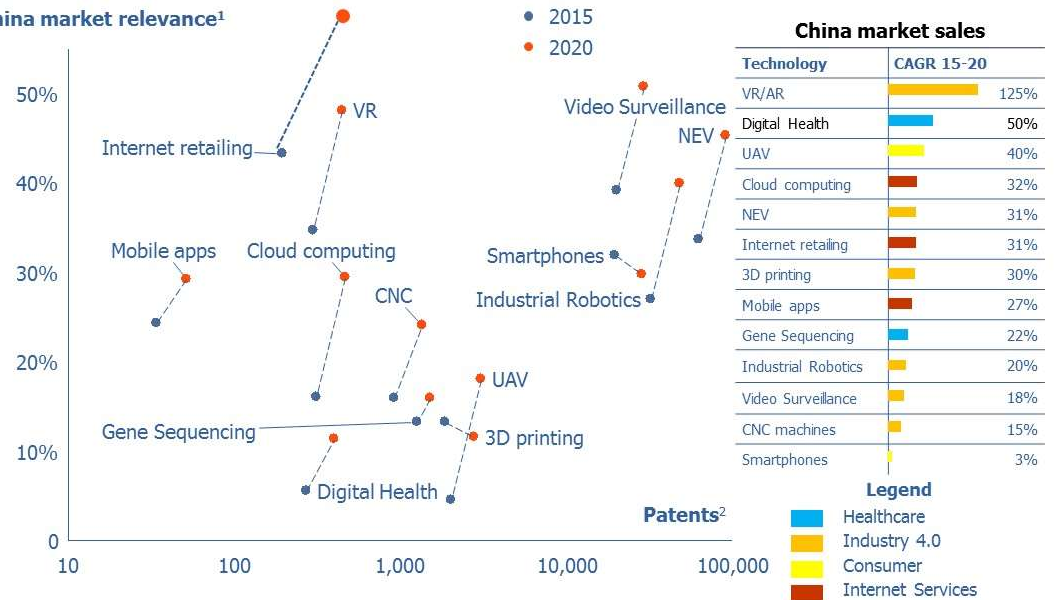 ina market relevance1
2015
2020
50%
40%
30%
20%
10%
0
10
100
1,000
10,000
100,000
Patents2
Internet retailing
VR
Video Surveillance
NEV
Mobile apps
Cloud computing
Smartphones
CNC
Industrial Robotics
UAV
Gene Sequencing
3D printing
Digital Health
China market sales
Technology CAGR 15-20
VR/AR 125%
Digital Health 50%
UAV 40%
Cloud computing 32%
NEV 31%
Internet retailing 31%
3D printing 30%
Mobile apps 27%
Gene Sequencing 22%
Industrial Robotics 20%
Video Surveillance 18%
CNC machines 15%
Smartphones 3%
Legend
Healthcare
Industry 4.0
Consumer
Internet Services